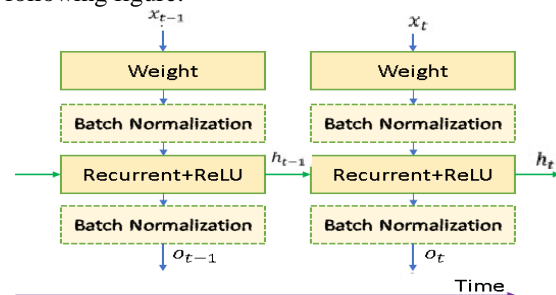 following figure.
x_{t-1} x_t
Weight Weight
Batch Normalization Batch Normalization
Recurrent+ReLU h_{t-1} Recurrent+ReLU h_t
Batch Normalization Batch Normalization
o_{t-1} o_t
Time